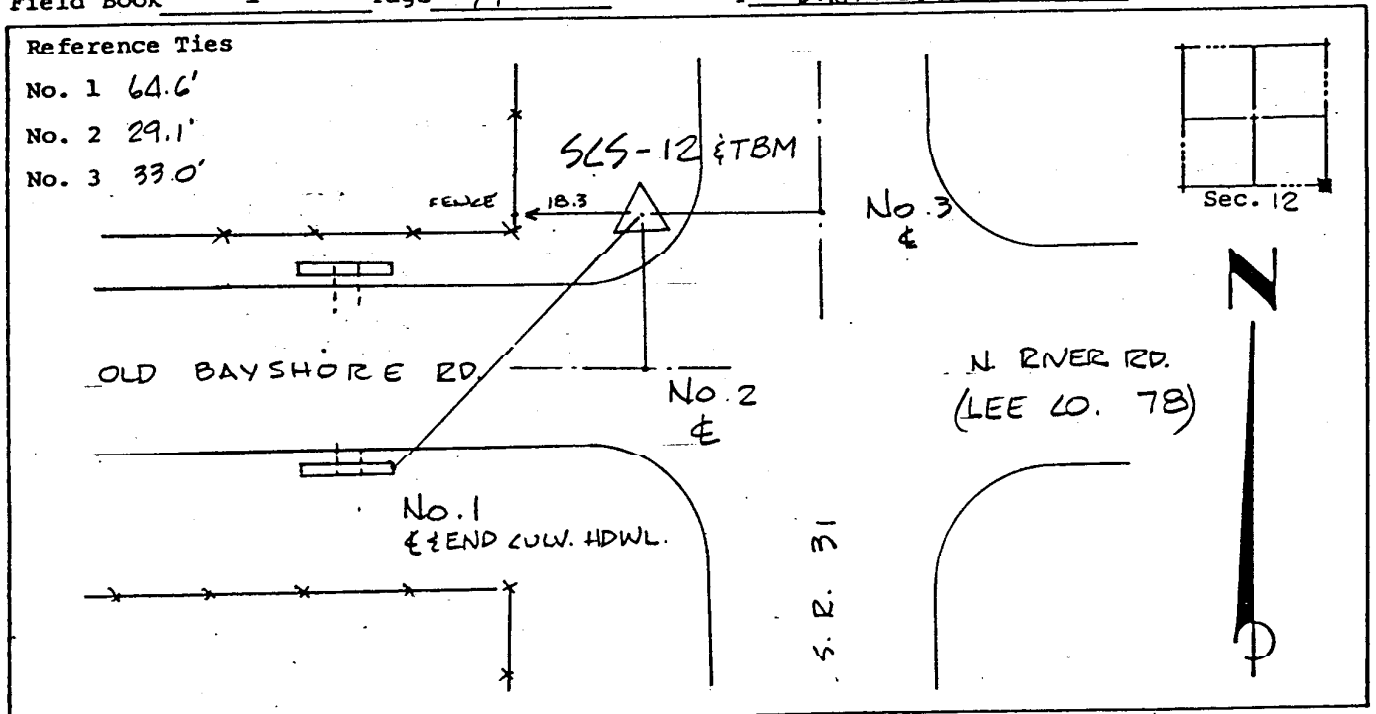 Field Book Page
Reference Ties
No. 1 64.6'
No. 2 29.1'
No. 3 33.0'
SCS-12 & TBM
FENCE 18.3
No. 3
℄
Sec. 12
N
OLD BAYSHORE RD.
No. 2
℄
N. RIVER RD.
(LEE CO. 78)
No. 1
℄ & END CULV. HDWL.
S. R. 31